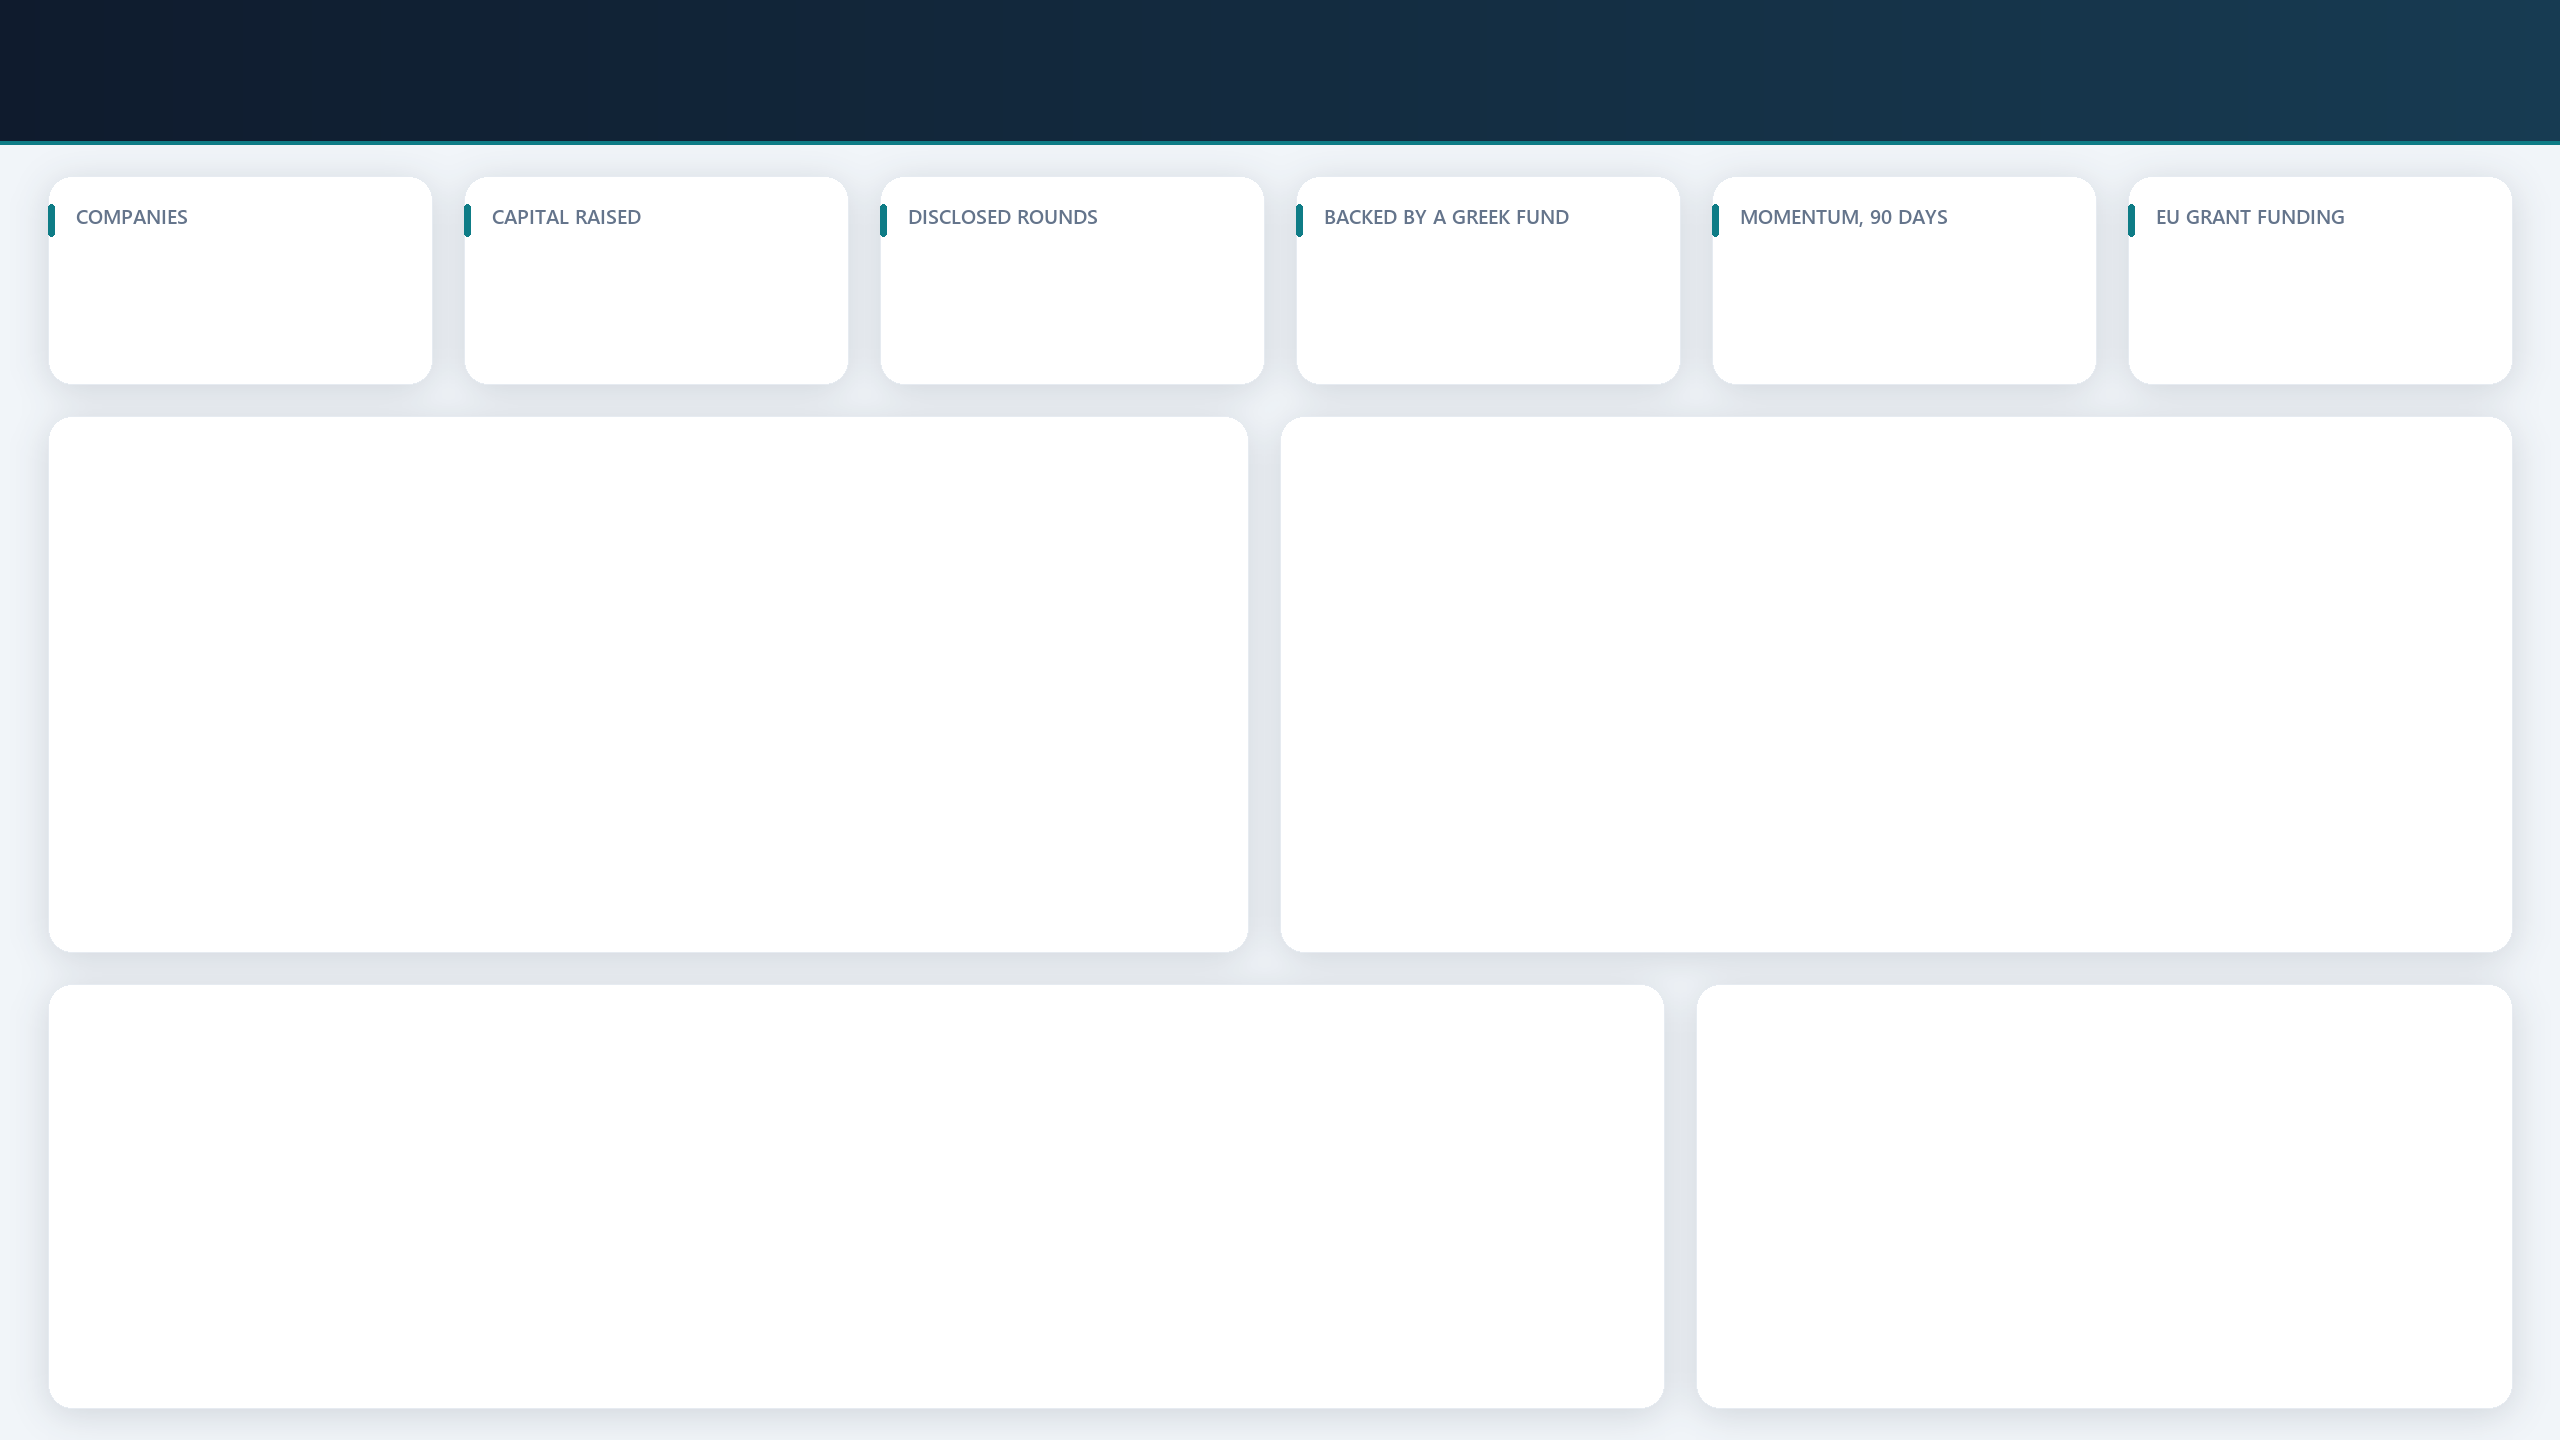 COMPANIES
CAPITAL RAISED
DISCLOSED ROUNDS
BACKED BY A GREEK FUND
MOMENTUM, 90 DAYS
EU GRANT FUNDING